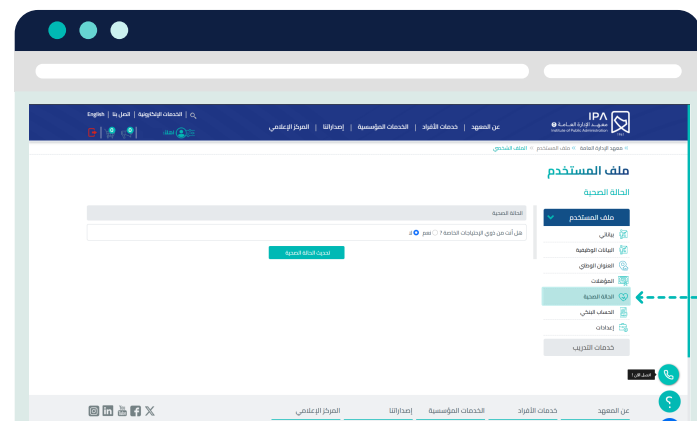 الخدمات الإلكترونية | اتصل بنا | English
IPA
معهد الإدارة العامة
Institute of Public Administration
عن المعهد | خدمات الأفراد | الخدمات المؤسسية | إصداراتنا | المركز الإعلامي
معهد الإدارة العامة » ملف المستخدم » الملف الشخصي
ملف المستخدم
الحالة الصحية
ملف المستخدم
بياناتي
البيانات الوظيفية
العنوان الوطني
المؤهلات
الحالة الصحية
الحساب البنكي
إعدادات
خدمات التدريب
الحالة الصحية
هل أنت من ذوي الإحتياجات الخاصة ? نعم لا
تحديث الحالة الصحية
اتصل الآن !
عن المعهد خدمات الأفراد الخدمات المؤسسية إصداراتنا المركز الإعلامي